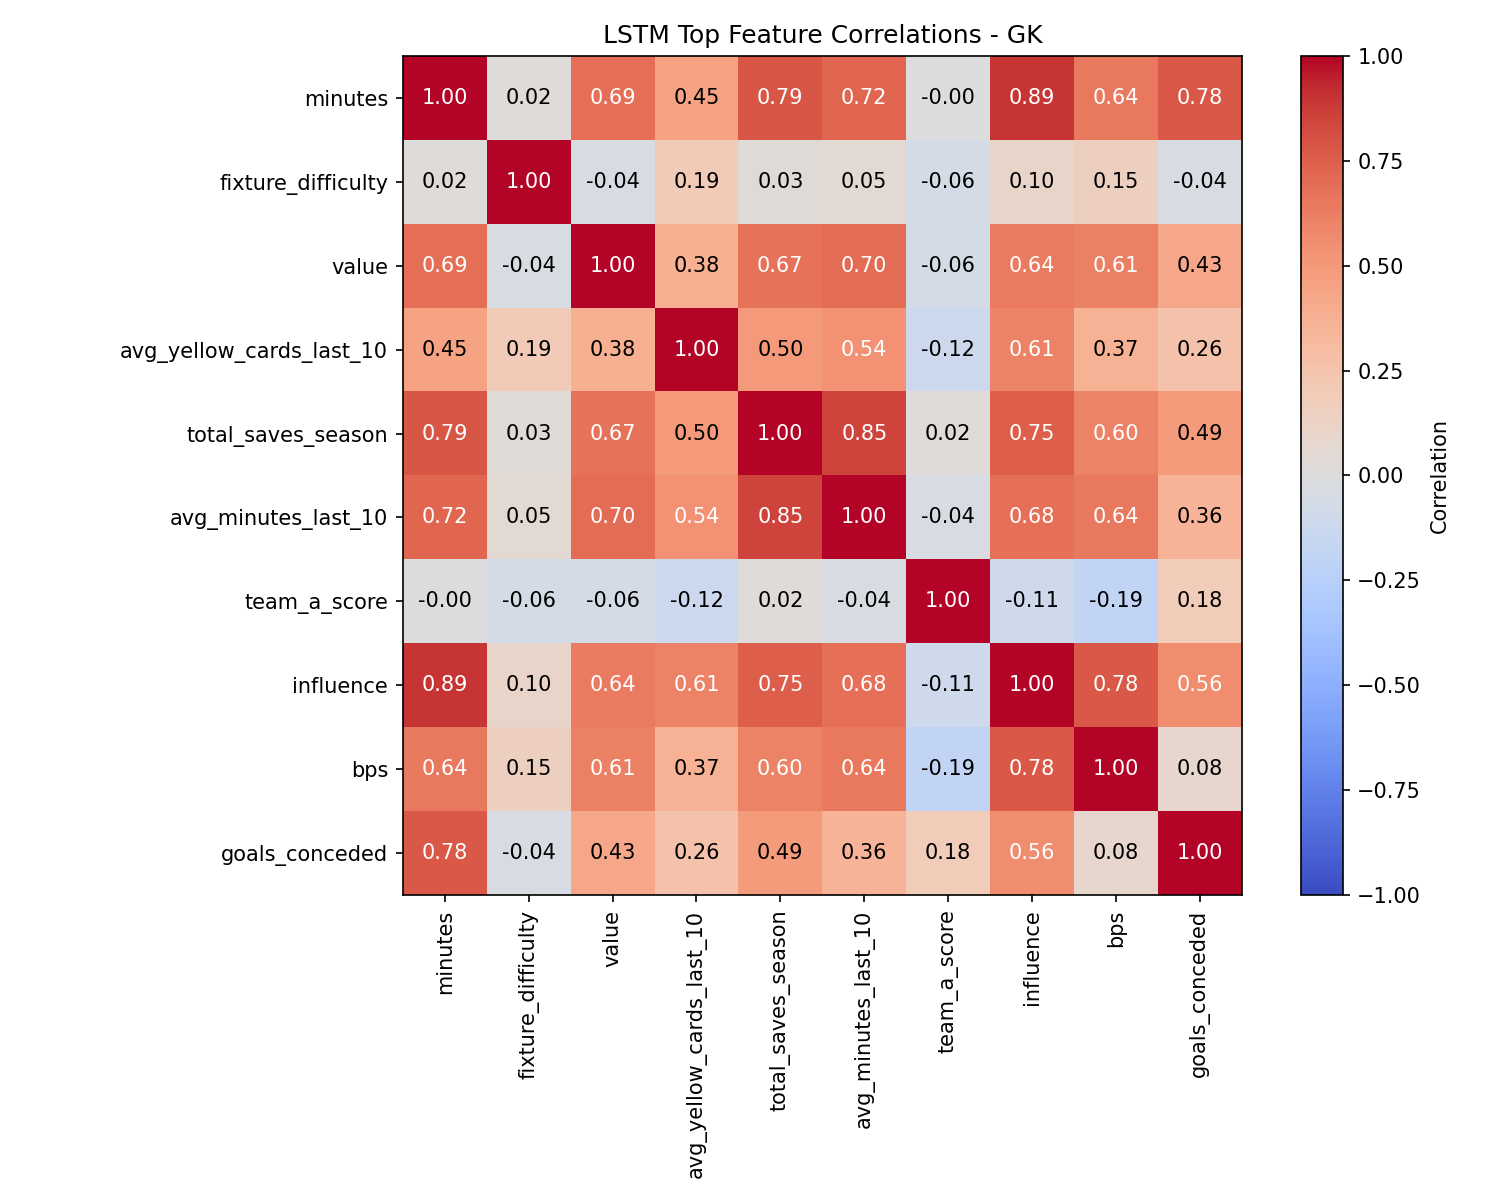 LSTM Top Feature Correlations - GK
minutes 1.00 0.02 0.69 0.45 0.79 0.72 -0.00 0.89 0.64 0.78
fixture_difficulty 0.02 1.00 -0.04 0.19 0.03 0.05 -0.06 0.10 0.15 -0.04
value 0.69 -0.04 1.00 0.38 0.67 0.70 -0.06 0.64 0.61 0.43
avg_yellow_cards_last_10 0.45 0.19 0.38 1.00 0.50 0.54 -0.12 0.61 0.37 0.26
total_saves_season 0.79 0.03 0.67 0.50 1.00 0.85 0.02 0.75 0.60 0.49
avg_minutes_last_10 0.72 0.05 0.70 0.54 0.85 1.00 -0.04 0.68 0.64 0.36
team_a_score -0.00 -0.06 -0.06 -0.12 0.02 -0.04 1.00 -0.11 -0.19 0.18
influence 0.89 0.10 0.64 0.61 0.75 0.68 -0.11 1.00 0.78 0.56
bps 0.64 0.15 0.61 0.37 0.60 0.64 -0.19 0.78 1.00 0.08
goals_conceded 0.78 -0.04 0.43 0.26 0.49 0.36 0.18 0.56 0.08 1.00
minutes
fixture_difficulty
value
avg_yellow_cards_last_10
total_saves_season
avg_minutes_last_10
team_a_score
influence
bps
goals_conceded
1.00
0.75
0.50
0.25
0.00
−0.25
−0.50
−0.75
−1.00
Correlation